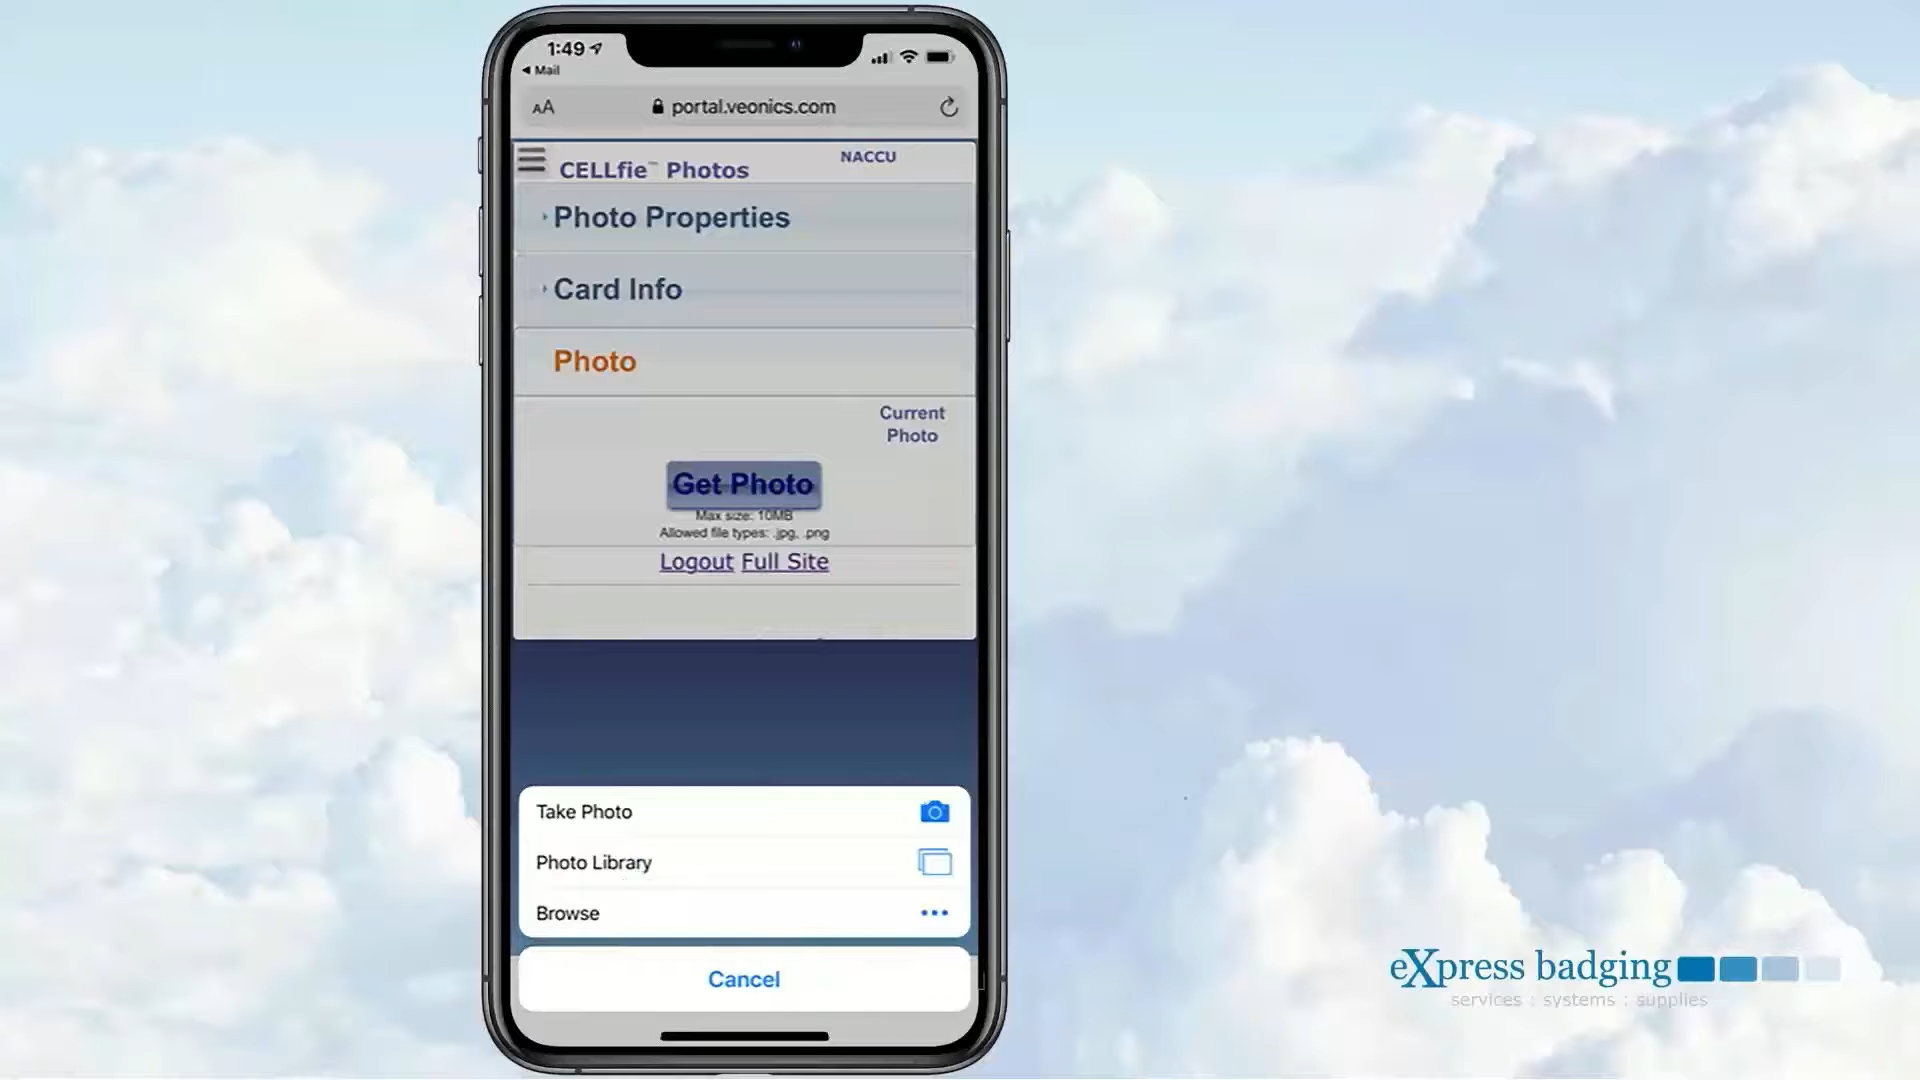 1:49
Mail
AA portal.veonics.com
CELLfie™ Photos NACCU
Photo Properties
Card Info
Photo
Current
Photo
Get Photo
Max size: 10MB
Allowed file types: .jpg, .png
Logout Full Site
Take Photo
Photo Library
Browse
Cancel
eXpress badging
services : systems : supplies